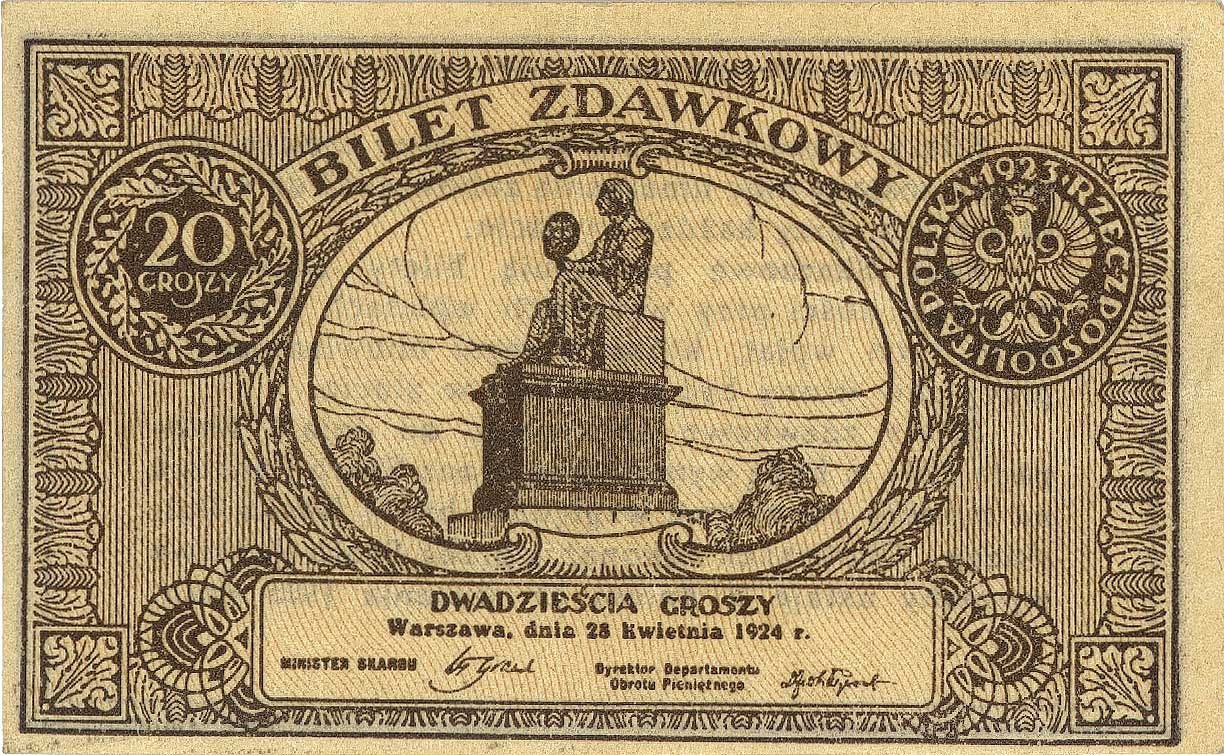 BILET ZDAWKOWY
20
GROSZY
1923 RZECZPOSPOLITA POLSKA
DWADZIEŚCIA GROSZY
Warszawa, dnia 28 Kwietnia 1924 r.
MINISTER SKARBU
Dyrektor Departamentu
Obrotu Pieniężnego